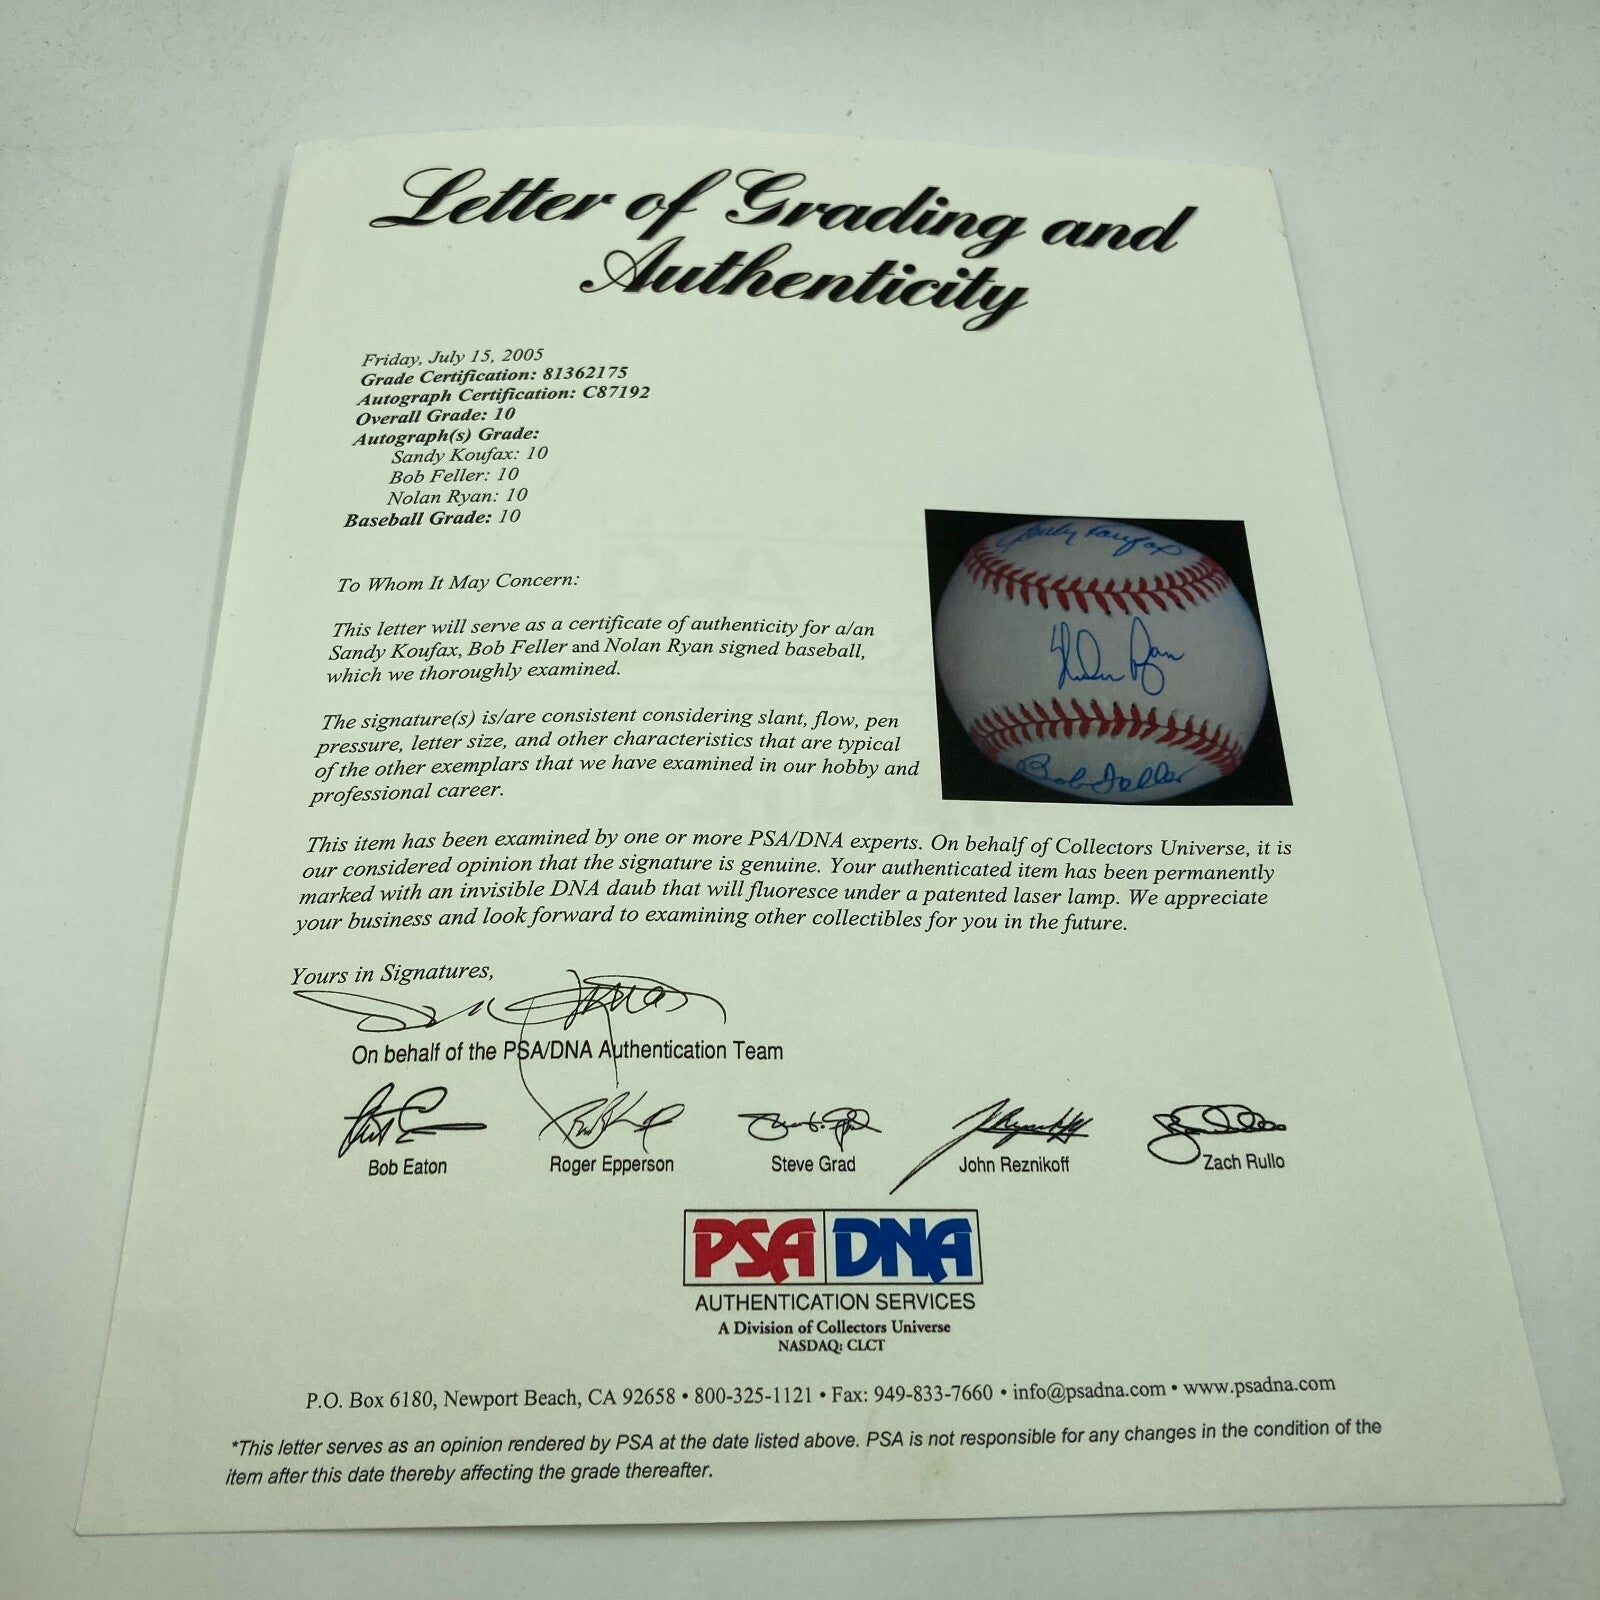 Letter of Grading and
Authenticity
Friday, July 15, 2005
Grade Certification: 81362175
Autograph Certification: C87192
Overall Grade: 10
Autograph(s) Grade:
Sandy Koufax: 10
Bob Feller: 10
Nolan Ryan: 10
Baseball Grade: 10
To Whom It May Concern:
This letter will serve as a certificate of authenticity for a/an
Sandy Koufax, Bob Feller and Nolan Ryan signed baseball,
which we thoroughly examined.
The signature(s) is/are consistent considering slant, flow, pen
pressure, letter size, and other characteristics that are typical
of the other exemplars that we have examined in our hobby and
professional career.
Sandy Koufax
Nolan Ryan
Bob Feller
This item has been examined by one or more PSA/DNA experts. On behalf of Collectors Universe, it is
our considered opinion that the signature is genuine. Your authenticated item has been permanently
marked with an invisible DNA daub that will fluoresce under a patented laser lamp. We appreciate
your business and look forward to examining other collectibles for you in the future.
Yours in Signatures,
On behalf of the PSA/DNA Authentication Team
Bob Eaton Roger Epperson Steve Grad John Reznikoff Zach Rullo
PSA DNA
AUTHENTICATION SERVICES
A Division of Collectors Universe
NASDAQ: CLCT
P.O. Box 6180, Newport Beach, CA 92658 • 800-325-1121 • Fax: 949-833-7660 • info@psadna.com • www.psadna.com
*This letter serves as an opinion rendered by PSA at the date listed above. PSA is not responsible for any changes in the condition of the
item after this date thereby affecting the grade thereafter.